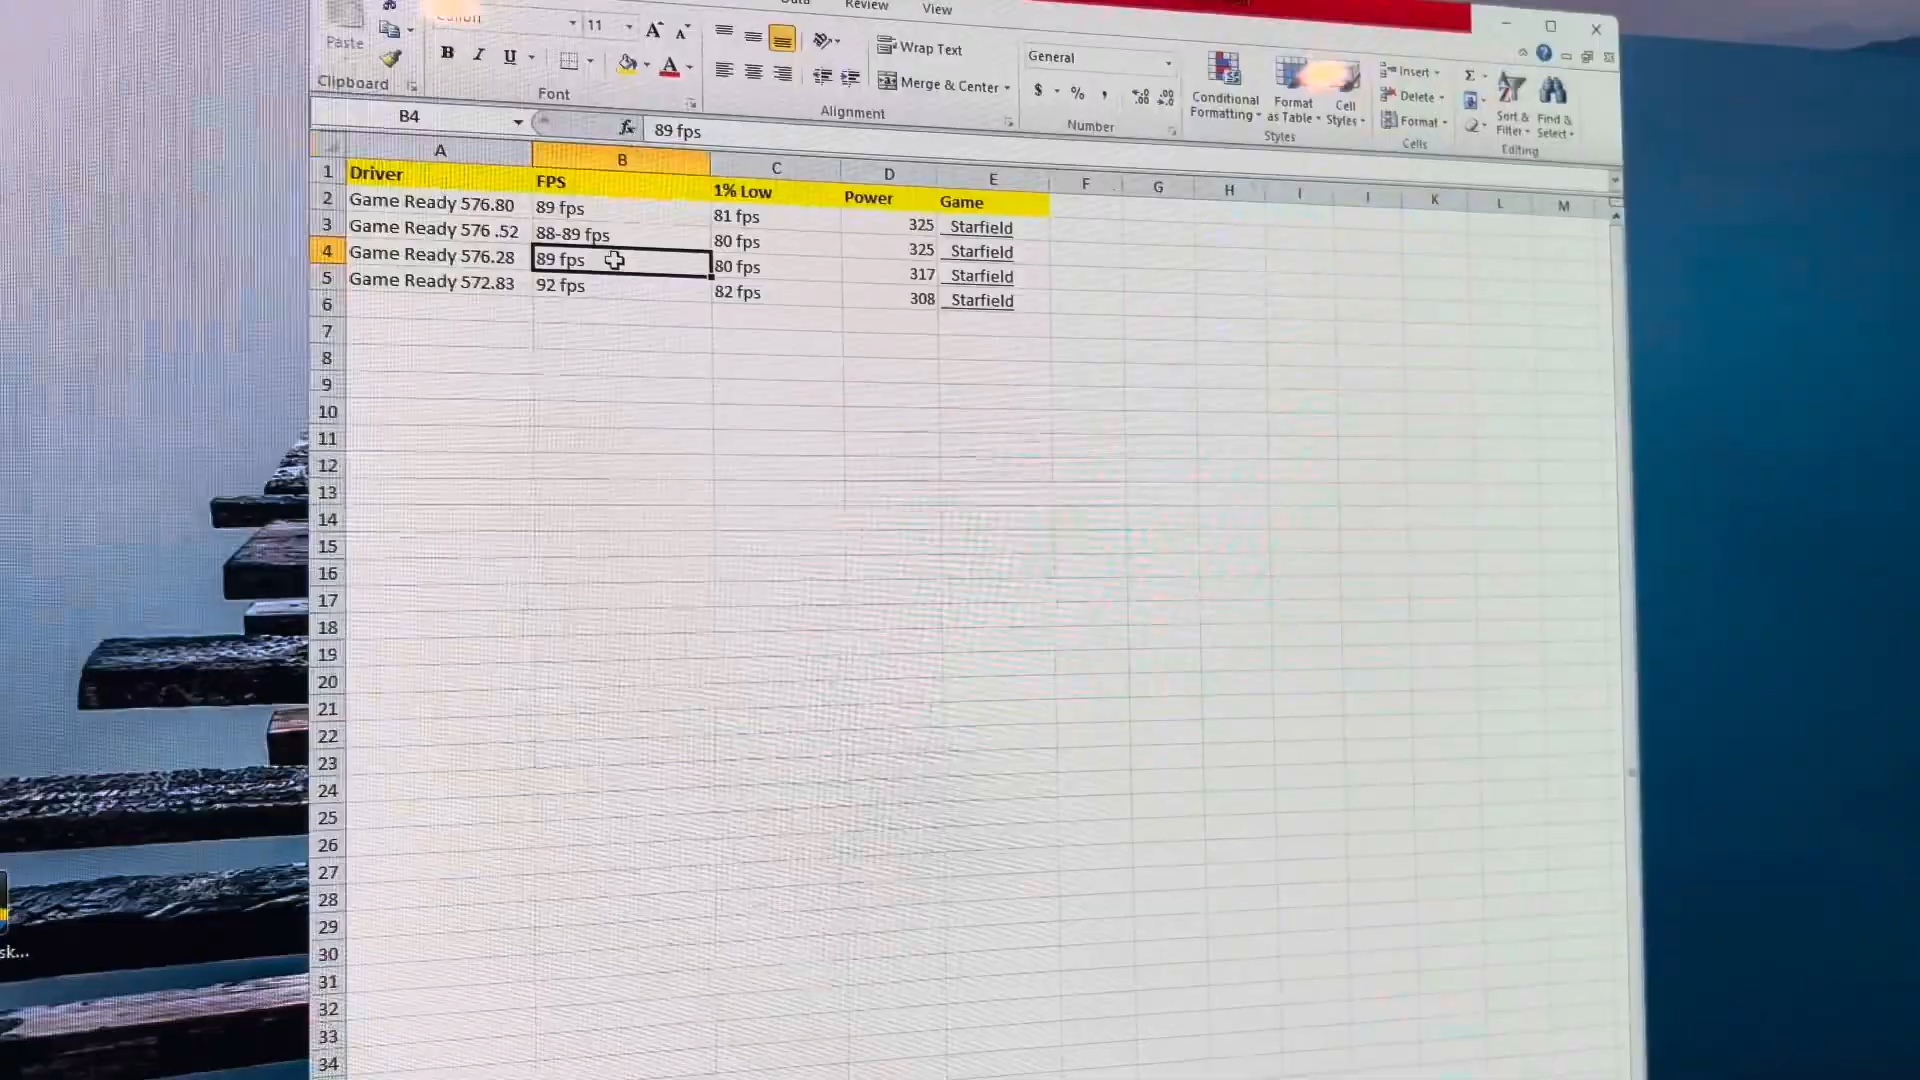 Review View
11
Paste
B I U
Wrap Text
General
Insert
Merge & Center
$ % ,
Conditional Formatting
Format as Table
Cell Styles
Delete
Format
Sort & Filter
Find & Select
Clipboard
Font
Alignment
Number
Styles
Cells
Editing
B4
fx
89 fps
A B C D E F G H I K L M
1 Driver FPS 1% Low Power Game
2 Game Ready 576.80 89 fps 81 fps 325 Starfield
3 Game Ready 576 .52 88-89 fps 80 fps 325 Starfield
4 Game Ready 576.28 89 fps 80 fps 317 Starfield
5 Game Ready 572.83 92 fps 82 fps 308 Starfield
6
7
8
9
10
11
12
13
14
15
16
17
18
19
20
21
22
23
24
25
26
27
28
29
30
31
32
33
34
sk...